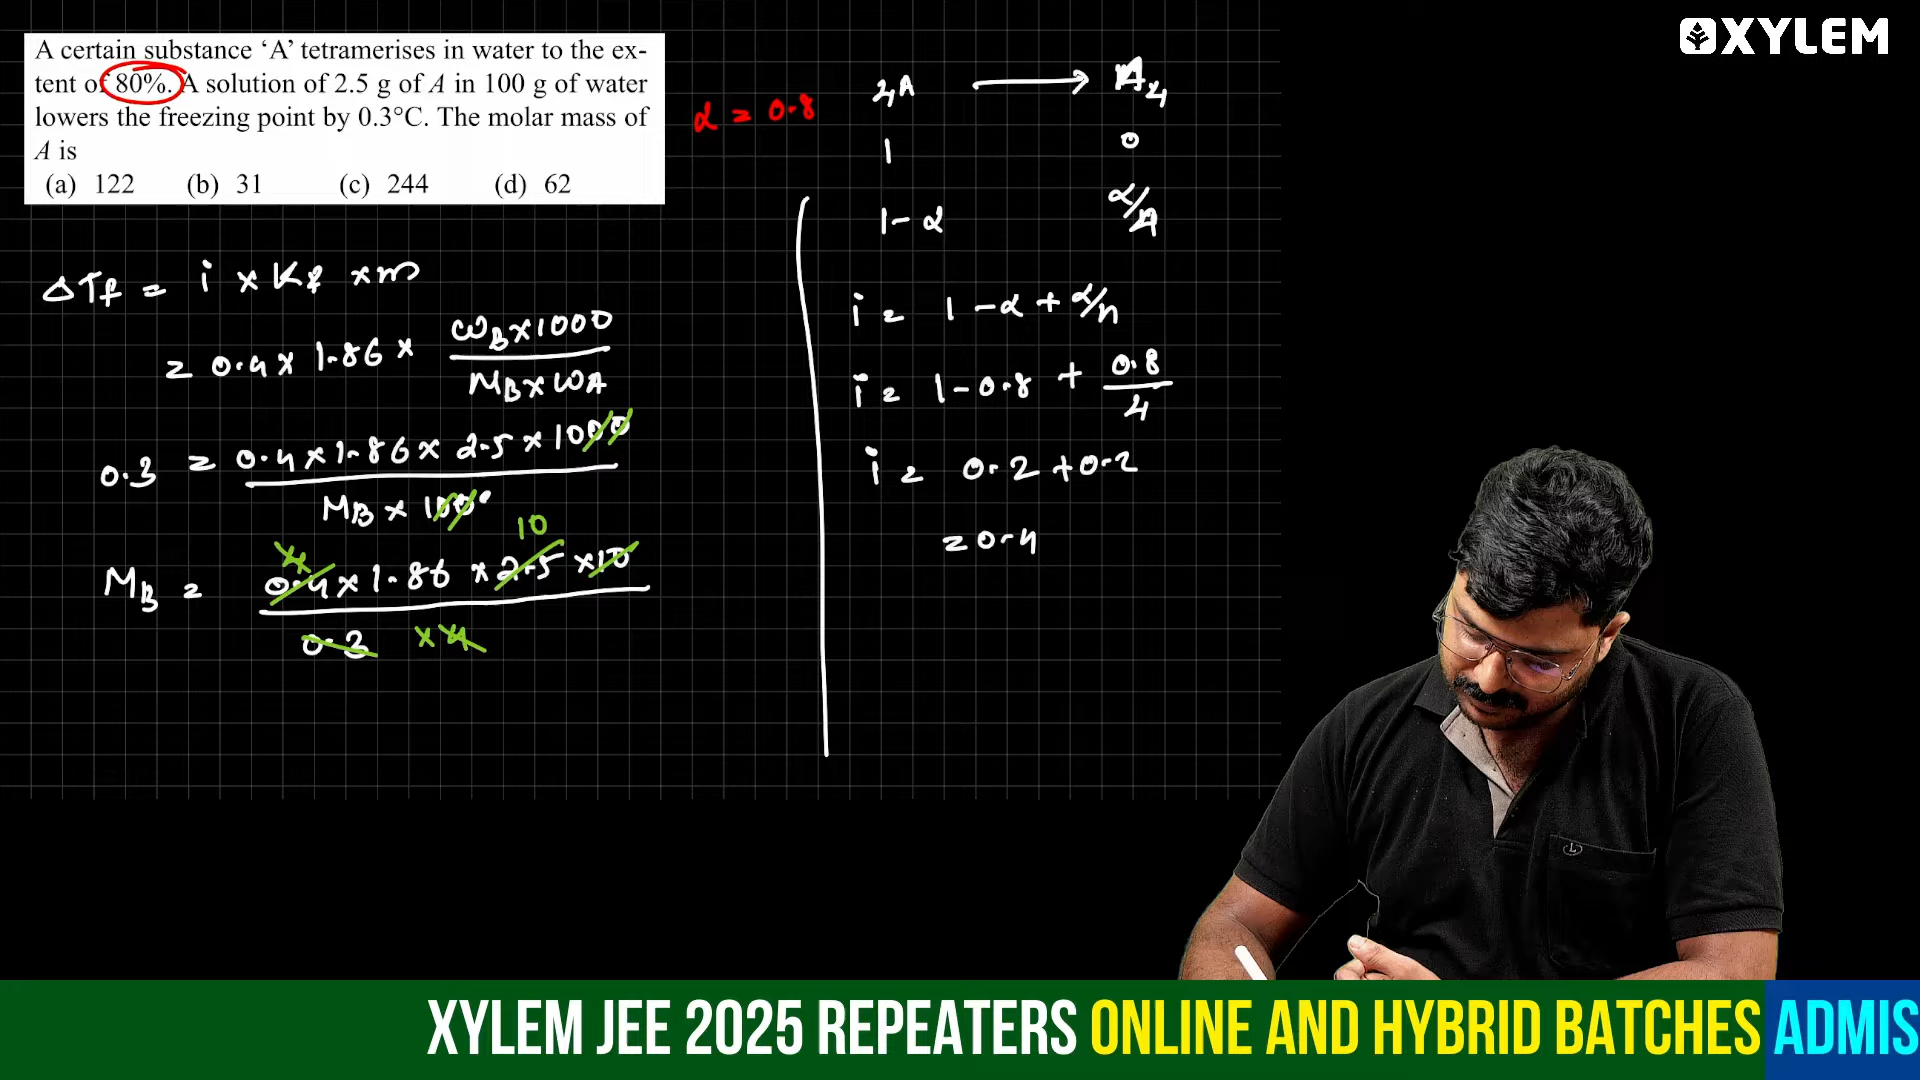 XYLEM
A certain substance ‘A’ tetramerises in water to the ex-
tent of 80%. A solution of 2.5 g of A in 100 g of water
lowers the freezing point by 0.3°C. The molar mass of
A is
(a) 122 (b) 31 (c) 244 (d) 62
α = 0.8
ΔTf = i × Kf × m
= 0.4 × 1.86 × WB × 1000 / MB × WA
0.3 = 0.4 × 1.86 × 2.5 × 1000 / MB × 100
10
MB = 0.4 × 1.86 × 2.5 × 10 / 0.3 × 4
4A → A4
1 0
1-α α/4
i = 1 - α + α/n
i = 1 - 0.8 + 0.8/4
i = 0.2 + 0.2
= 0.4
XYLEM JEE 2025 REPEATERS ONLINE AND HYBRID BATCHES ADMIS